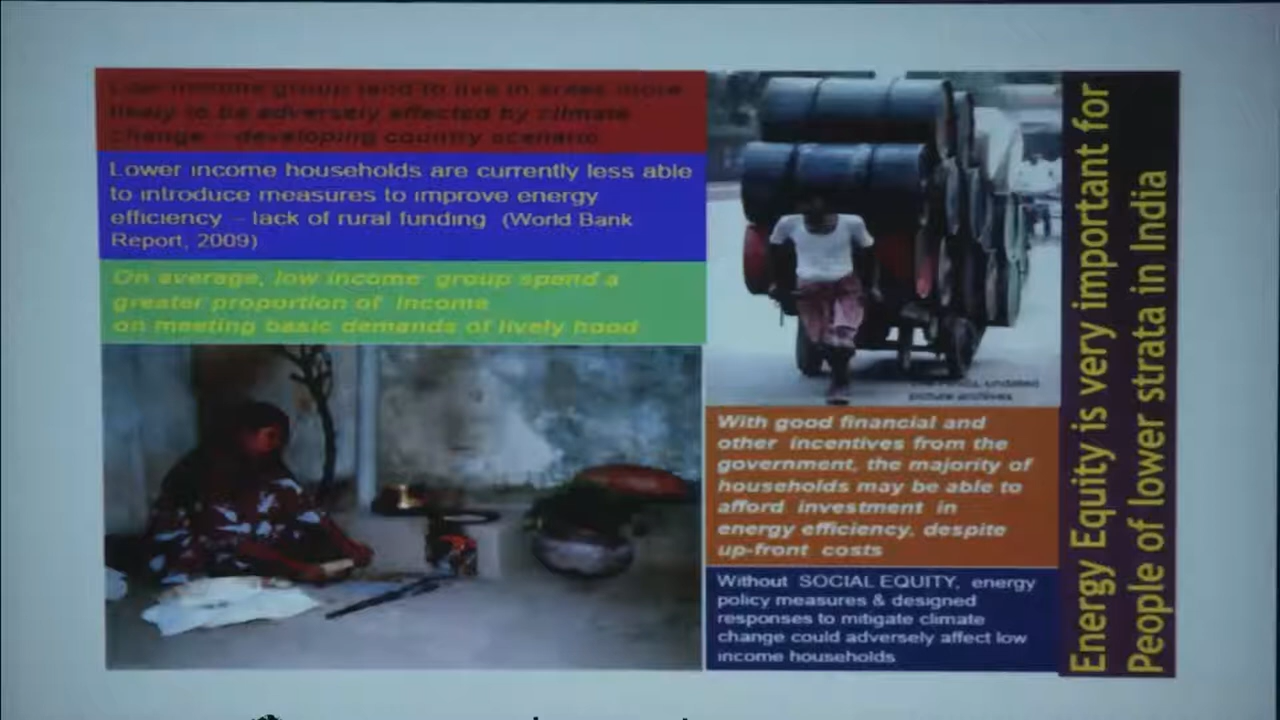 Low income group tend to live in areas more
likely to be adversely affected by climate
change – developing country scenario
Lower income households are currently less able
to introduce measures to improve energy
efficiency – lack of rural funding (World Bank
Report, 2009)
On average, low income group spend a
greater proportion of income
on meeting basic demands of lively hood
undated
picture archives
With good financial and
other incentives from the
government, the majority of
households may be able to
afford investment in
energy efficiency, despite
up-front costs
Without SOCIAL EQUITY, energy
policy measures & designed
responses to mitigate climate
change could adversely affect low
income households
Energy Equity is very important for
People of lower strata in India